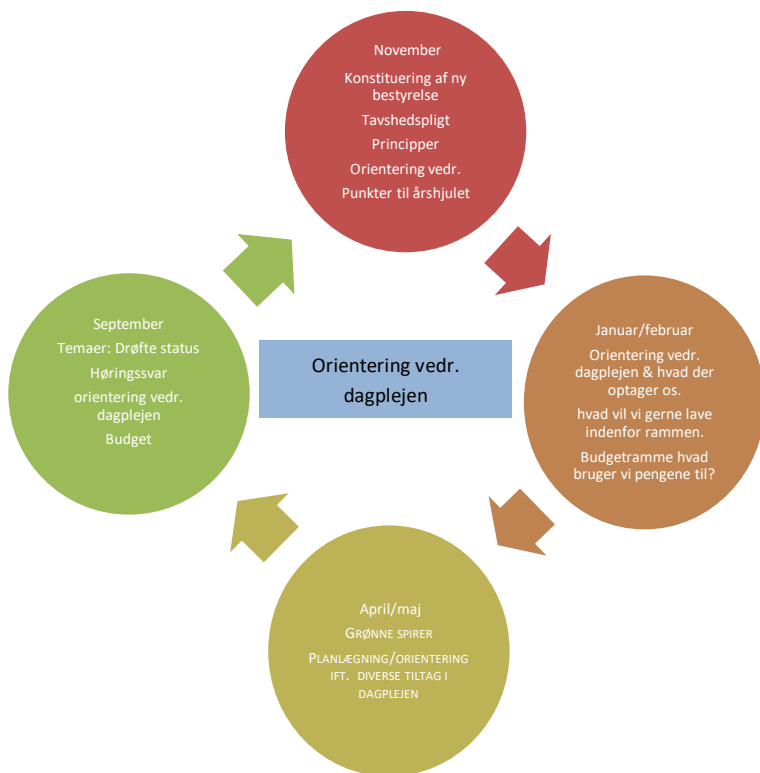 November
Konstituering af ny
bestyrelse
Tavshedspligt
Principper
Orientering vedr.
Punkter til årshjulet
Januar/februar
Orientering vedr.
dagplejen & hvad der
optager os.
hvad vil vi gerne lave
indenfor rammen.
Budgetramme hvad
bruger vi pengene til?
April/maj
GRØNNE SPIRER
PLANLÆGNING/ORIENTERING
IFT. DIVERSE TILTAG I
DAGPLEJEN
September
Temaer: Drøfte status
Høringssvar
orientering vedr.
dagplejen
Budget
Orientering vedr.
dagplejen